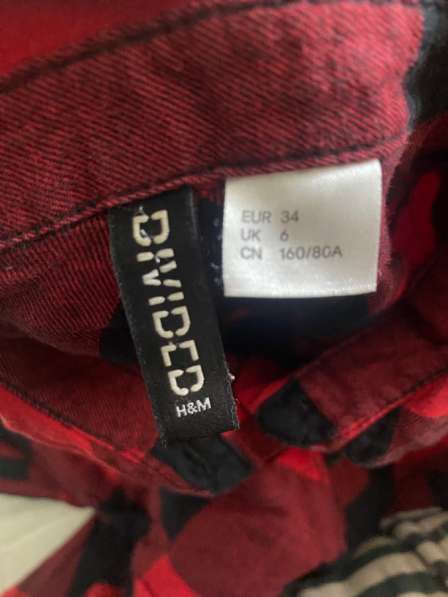 DIVIDED
H&M
EUR 34
UK 6
CN 160/80A